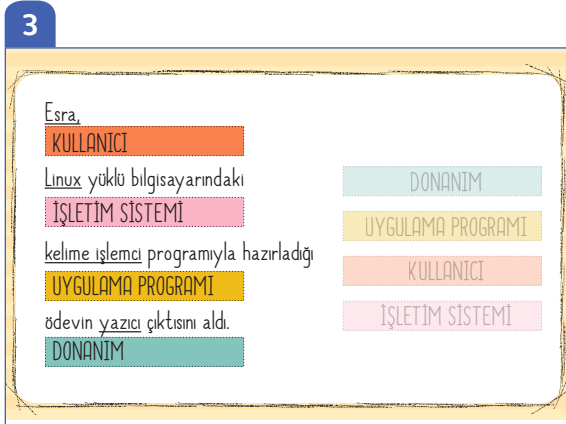 3
Esra,
KULLANICI
Linux yüklü bilgisayarındaki
İŞLETİM SİSTEMİ
kelime işlemci programıyla hazırladığı
UYGULAMA PROGRAMI
ödevin yazıcı çıktısını aldı.
DONANIM
DONANIM
UYGULAMA PROGRAMI
KULLANICI
İŞLETİM SİSTEMİ